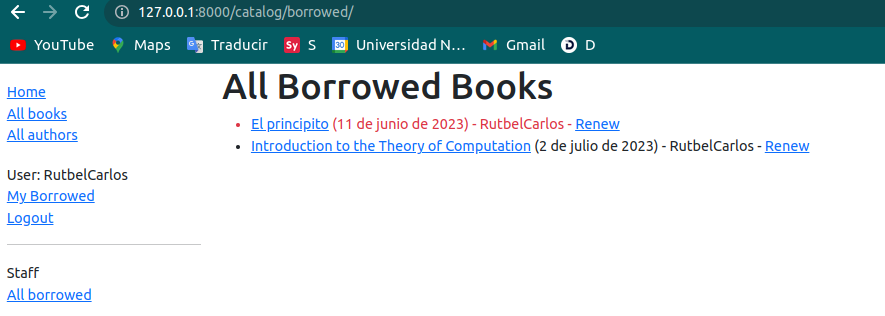 127.0.0.1:8000/catalog/borrowed/
YouTube Maps Traducir Sy S 30 Universidad N... Gmail D D
Home
All books
All authors
User: RutbelCarlos
My Borrowed
Logout
Staff
All borrowed
All Borrowed Books
El principito (11 de junio de 2023) - RutbelCarlos - Renew
Introduction to the Theory of Computation (2 de julio de 2023) - RutbelCarlos - Renew